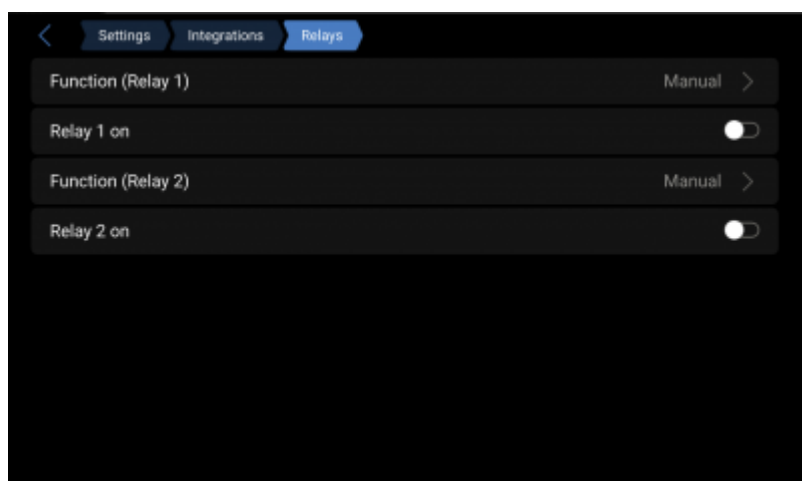 Settings Integrations Relays
Function (Relay 1) Manual
Relay 1 on
Function (Relay 2) Manual
Relay 2 on